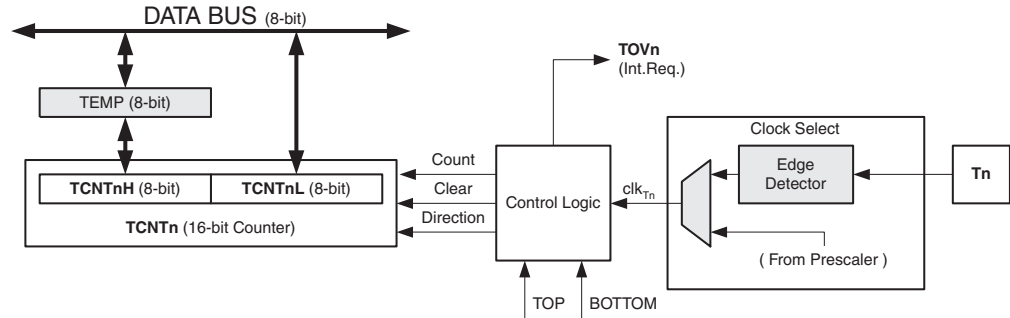 DATA BUS (8-bit)
TOVn
(Int.Req.)
TEMP (8-bit)
Clock Select
Count
Edge
Detector
Tn
TCNTnH (8-bit)
TCNTnL (8-bit)
Clear
Control Logic
clkTn
Direction
TCNTn (16-bit Counter)
( From Prescaler )
TOP
BOTTOM